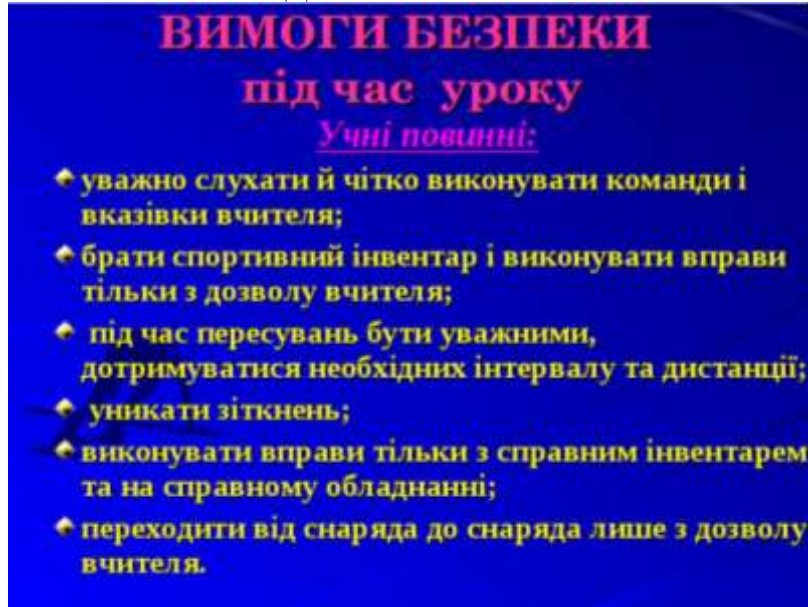 ВИМОГИ БЕЗПЕКИ
під час уроку
Учні повинні:
уважно слухати й чітко виконувати команди і
вказівки вчителя;
брати спортивний інвентар і виконувати вправи
тільки з дозволу вчителя;
під час пересувань бути уважними,
дотримуватися необхідних інтервалу та дистанції;
уникати зіткнень;
виконувати вправи тільки з справним інвентарем
та на справному обладнанні;
переходити від снаряда до снаряда лише з дозволу
вчителя.